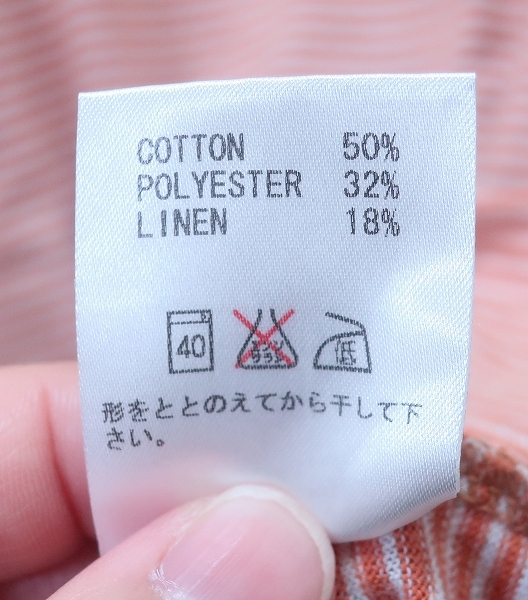 COTTON 50%
POLYESTER 32%
LINEN 18%
40 低
形をととのえてから干して下
さい。